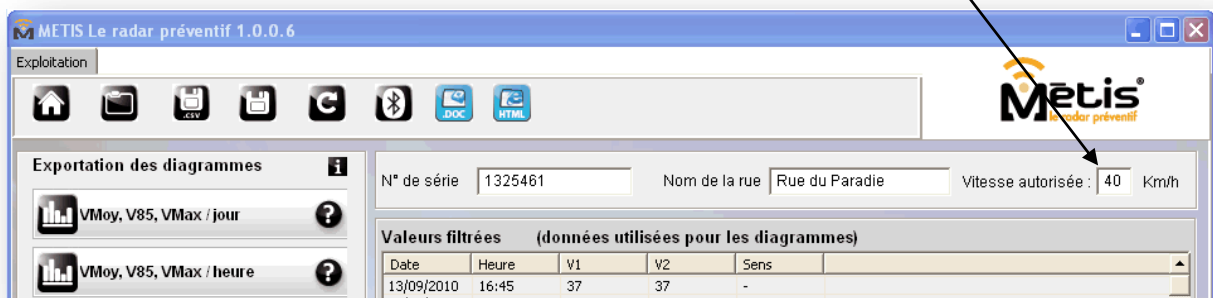 METIS Le radar préventif 1.0.0.6
Exploitation
.csv
.DOC
HTML
Metis®
le radar préventif
Exportation des diagrammes
i
N° de série 1325461 Nom de la rue Rue du Paradie Vitesse autorisée : 40 Km/h
VMoy, V85, VMax / jour ?
Valeurs filtrées (données utilisées pour les diagrammes)
VMoy, V85, VMax / heure ?
Date Heure V1 V2 Sens
13/09/2010 16:45 37 37 -